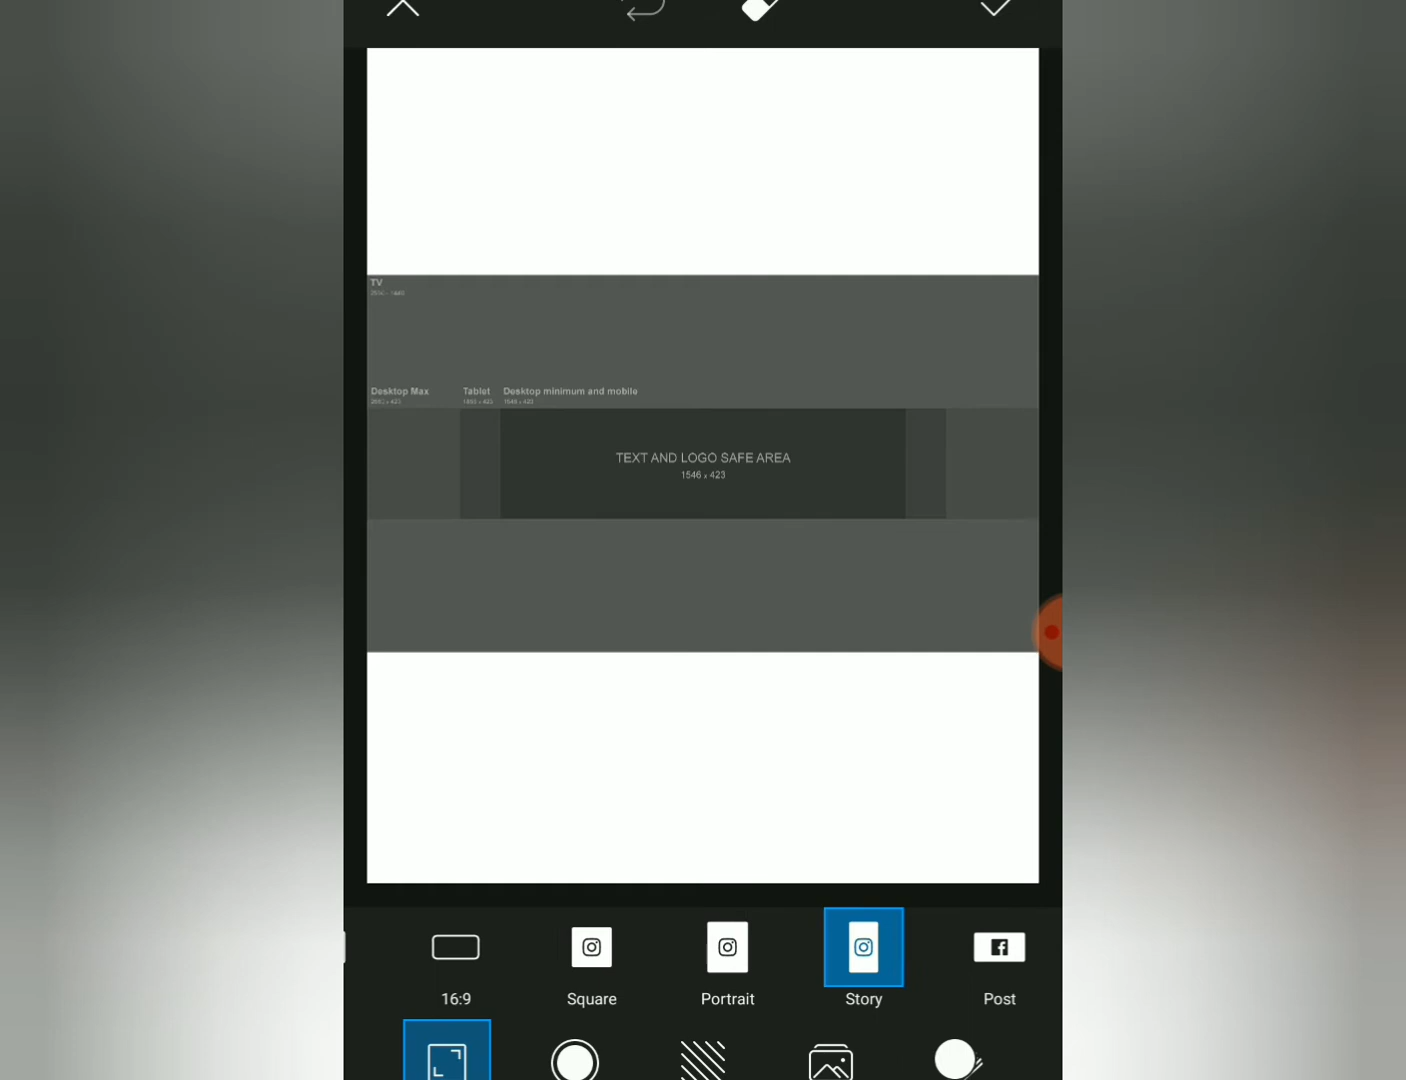 TV
Desktop Max
Tablet
Desktop minimum and mobile
TEXT AND LOGO SAFE AREA
1546 x 423
16:9
Square
Portrait
Story
Post